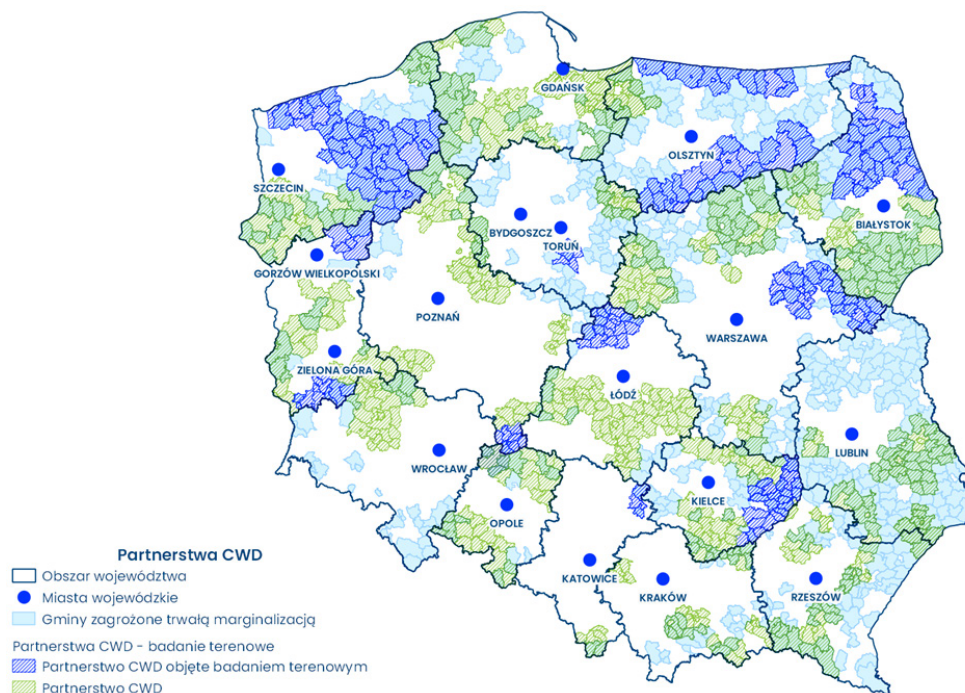 GDAŃSK
OLSZTYN
SZCZECIN
BIAŁYSTOK
BYDGOSZCZ
TORUŃ
GORZÓW WIELKOPOLSKI
POZNAŃ
WARSZAWA
ZIELONA GÓRA
ŁÓDŹ
LUBLIN
WROCŁAW
KIELCE
OPOLE
KATOWICE
KRAKÓW
RZESZÓW
Partnerstwa CWD
Obszar województwa
Miasta wojewódzkie
Gminy zagrożone trwałą marginalizacją
Partnerstwa CWD - badanie terenowe
Partnerstwo CWD objęte badaniem terenowym
Partnerstwo CWD